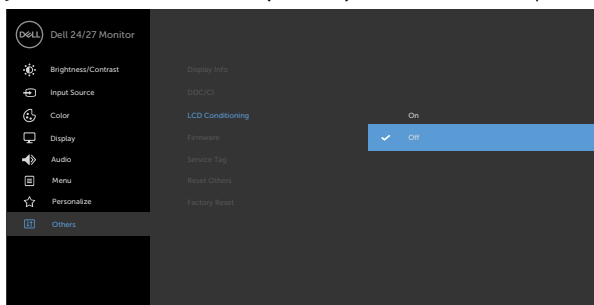 DELL
Dell 24/27 Monitor
Brightness/Contrast
Input Source
Color
Display
Audio
Menu
Personalize
Others
Display Info
DDC/CI
LCD Conditioning
Firmware
Service Tag
Reset Others
Factory Reset
On
Off